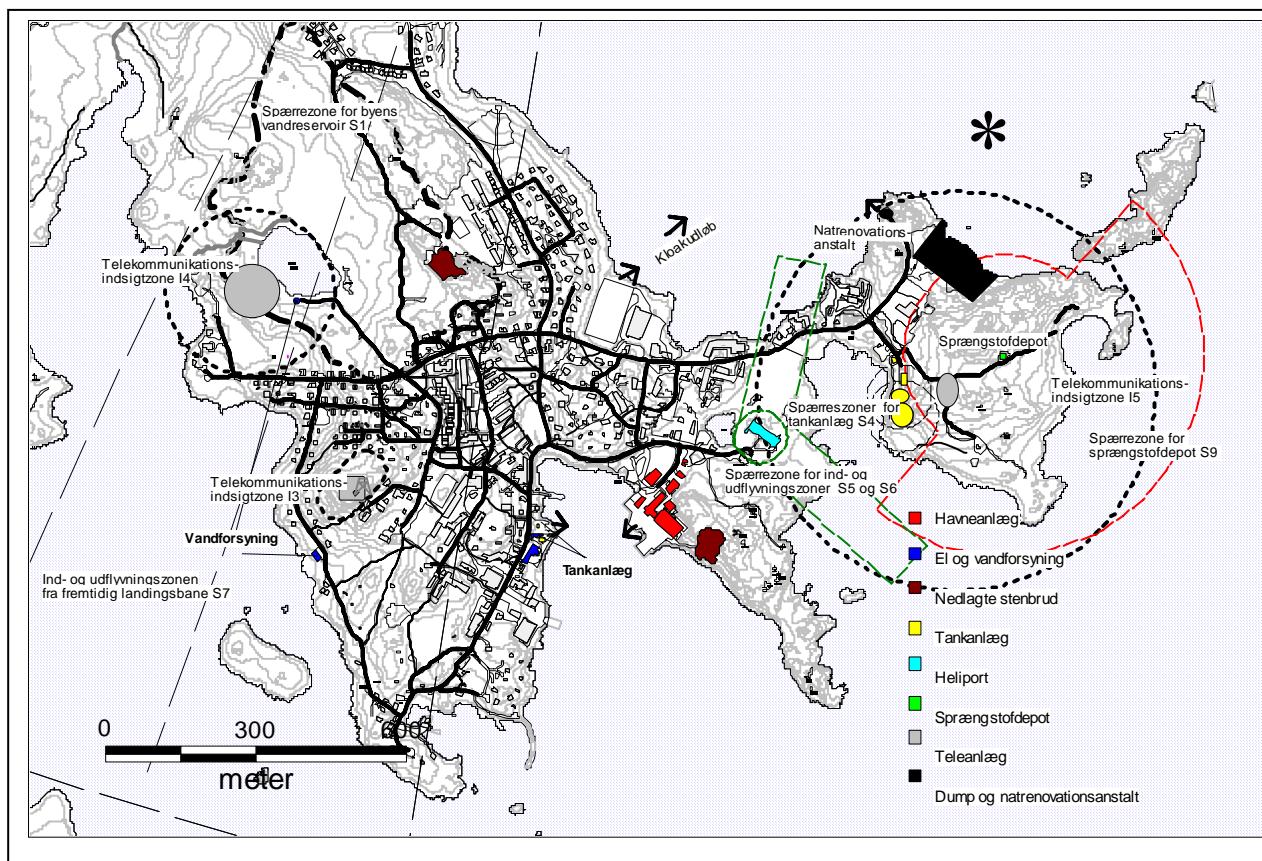 Spærrezone for byens
vandreservoir S1
Kloakudløb
Natrenovations-
anstalt
Telekommunikations-
indsigtzone I4
Sprængstofdepot
Telekommunikations-
indsigtzone I5
Spærreszoner for
tankanlæg S4
Spærrezone for
sprængstofdepot S9
Spærrezone for ind- og
udflyvningszoner S5 og S6
Telekommunikations-
indsigtzone I3
Vandforsyning
Tankanlæg
Ind- og udflyvningszonen
fra fremtidig landingsbane S7
Havneanlæg
El og vandforsyning
Nedlagte stenbrud
Tankanlæg
Heliport
Sprængstofdepot
Teleanlæg
Dump og natrenovationsanstalt
0 300 600
meter